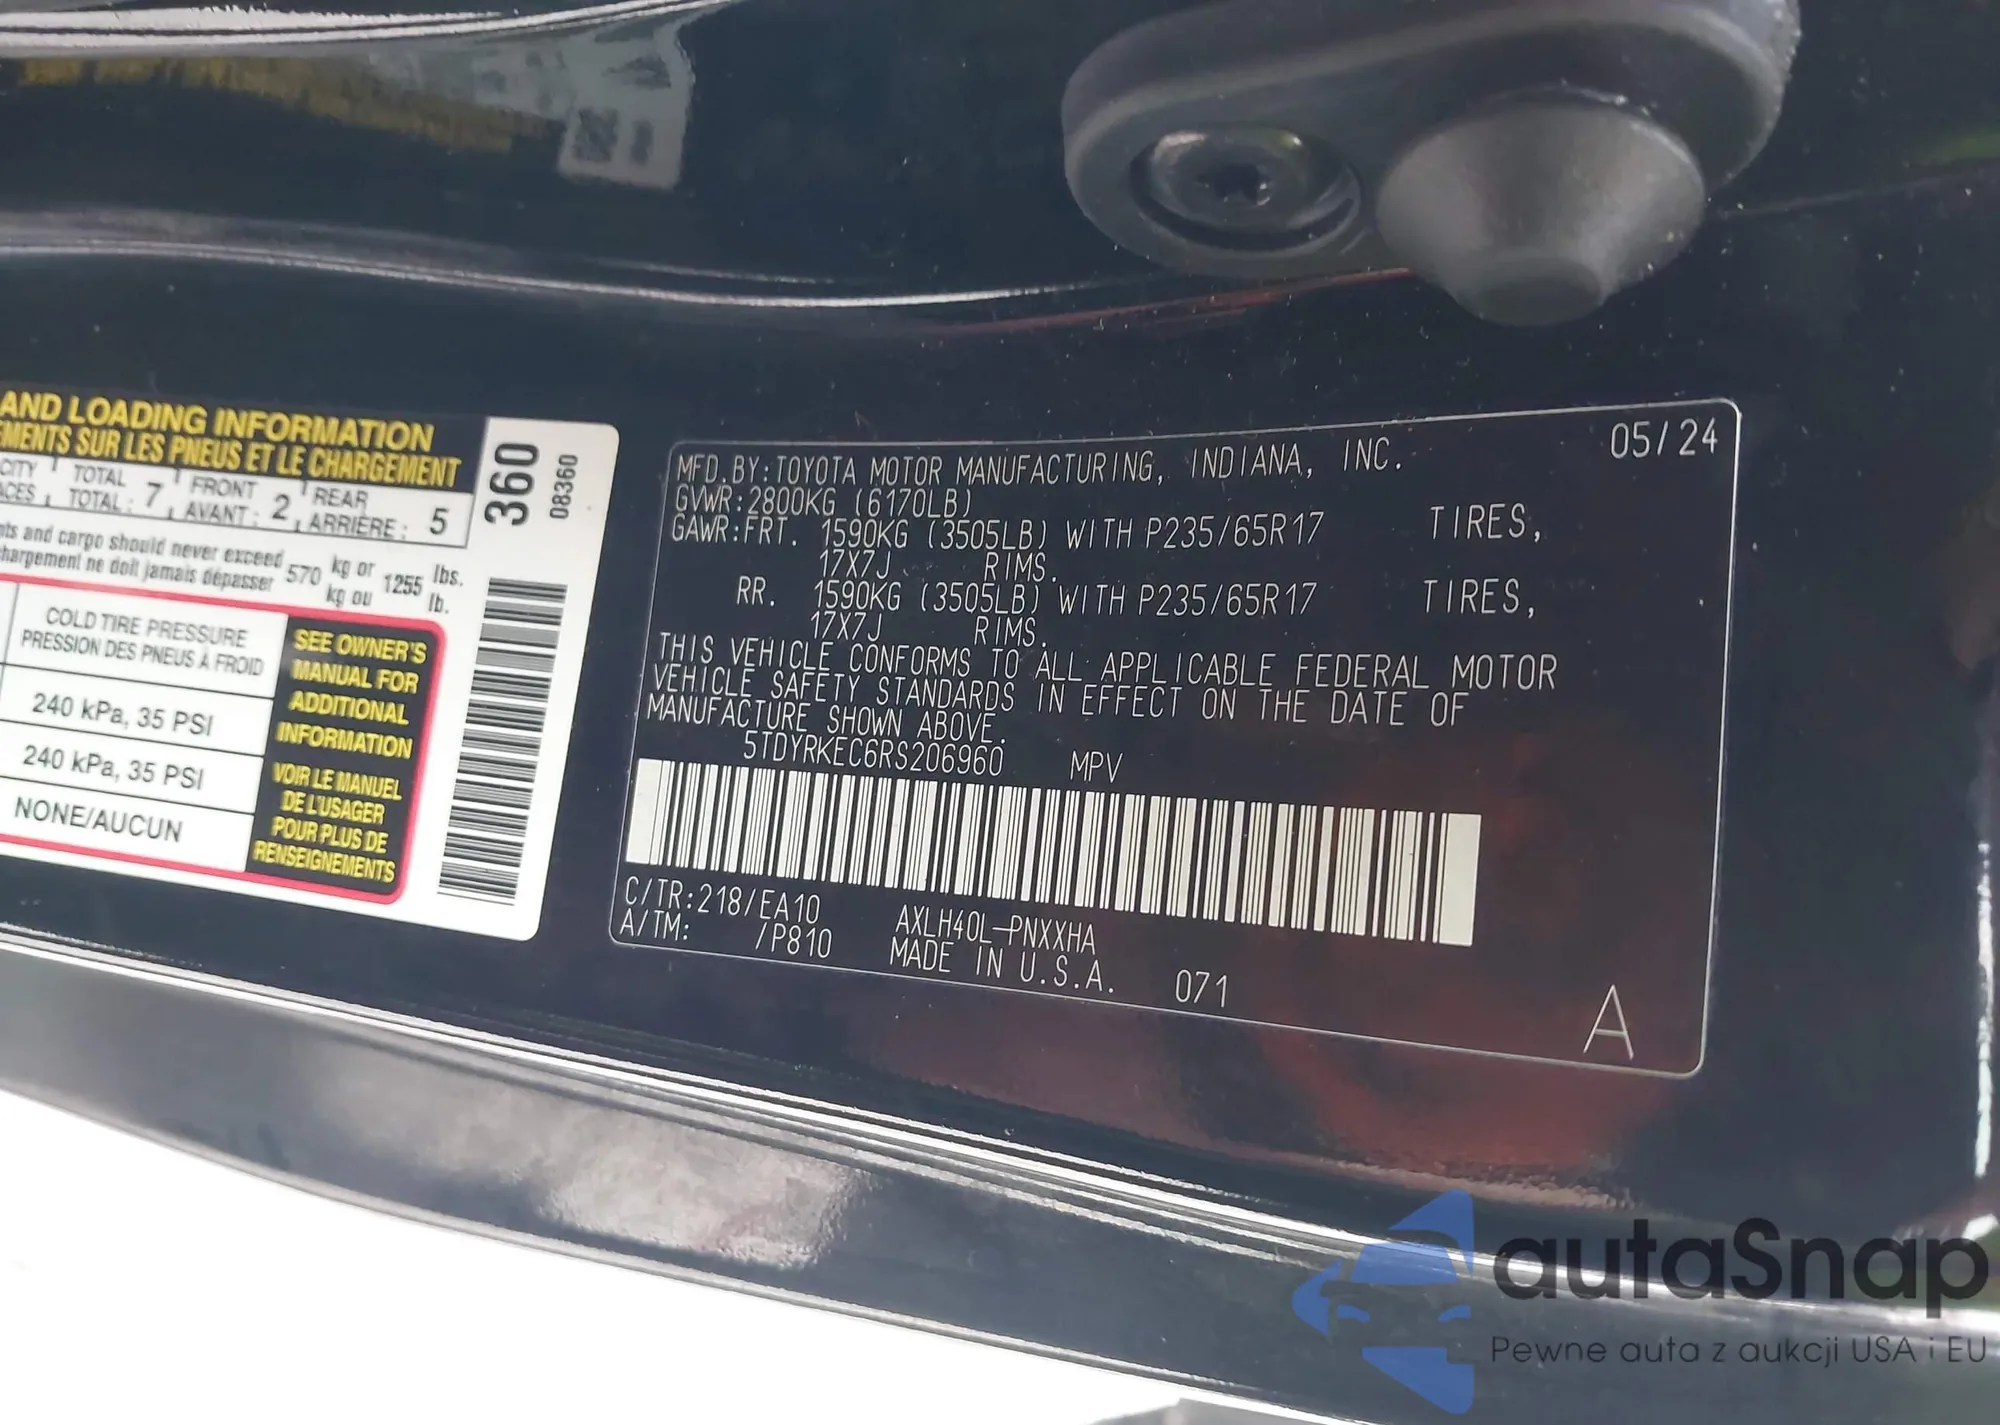 AND LOADING INFORMATION
EMENTS SUR LES PNEUS ET LE CHARGEMENT
CITY TOTAL FRONT REAR
ACES TOTAL: 7 AVANT: 2 ARRIÈRE: 5
nts and cargo should never exceed 570 kg or 1255 lbs.
hargement ne doit jamais dépasser kg ou lb.
COLD TIRE PRESSURE
PRESSION DES PNEUS À FROID
240 kPa, 35 PSI
240 kPa, 35 PSI
NONE/AUCUN
SEE OWNER'S
MANUAL FOR
ADDITIONAL
INFORMATION
VOIR LE MANUEL
DE L'USAGER
POUR PLUS DE
RENSEIGNEMENTS
360
08360
05/24
MFD.BY:TOYOTA MOTOR MANUFACTURING, INDIANA, INC.
GVWR:2800KG (6170LB)
GAWR:FRT. 1590KG (3505LB) WITH P235/65R17 TIRES,
17X7J RIMS.
RR. 1590KG (3505LB) WITH P235/65R17 TIRES,
17X7J RIMS.
THIS VEHICLE CONFORMS TO ALL APPLICABLE FEDERAL MOTOR
VEHICLE SAFETY STANDARDS IN EFFECT ON THE DATE OF
MANUFACTURE SHOWN ABOVE.
5TDYRKEC6RS206960 MPV
C/TR:218/EA10 AXLH40L-PNXXHA
A/TM: /P810 MADE IN U.S.A. 071
A
autaSnap
Pewne auta z aukcji USA i EU